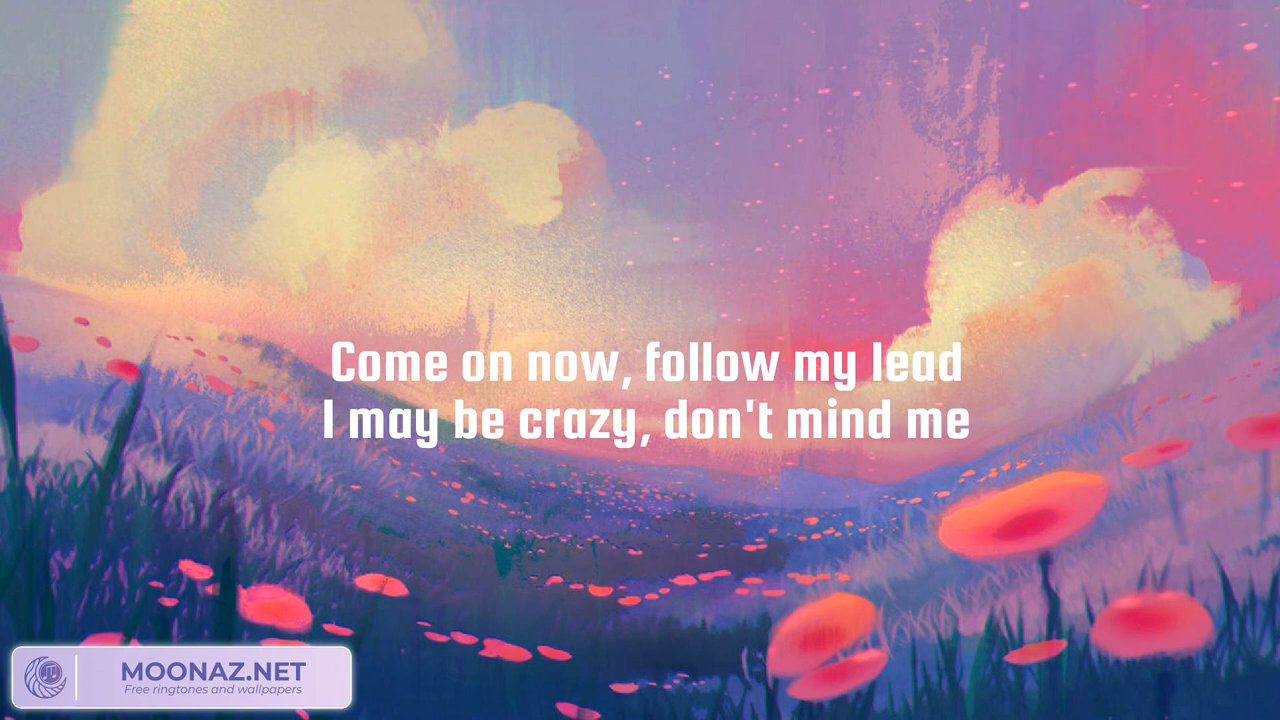 Come on now, follow my lead
I may be crazy, don't mind me
MOONAZ.NET
Free ringtones and wallpapers